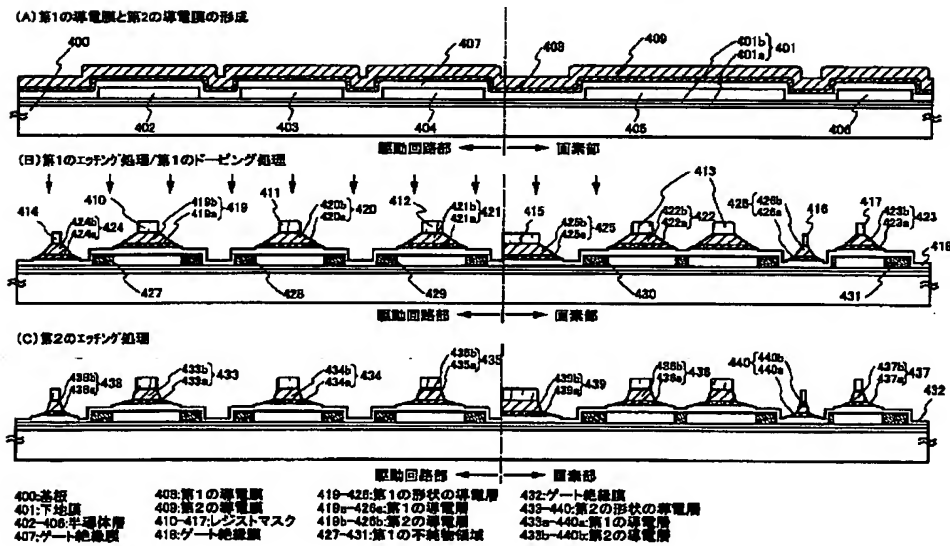 (A)第1の導電膜と第2の導電膜の形成
400
407
408
409
401b
401a
401
402
403
404
405
406
駆動回路部
画素部
(B)第1のエッチング処理/第1のドーピング処理
414
424b
424a
424
410
419b
419a
419
411
420b
420a
420
412
421b
421a
421
415
425b
425a
425
413
422b
422a
422
426
426b
426a
416
417
423b
423a
423
418
427
428
429
430
431
駆動回路部
画素部
(C)第2のエッチング処理
438b
438a
438
433b
433a
433
434b
434a
434
435b
435a
435
439b
439a
439
436b
436a
436
440
440b
440a
437b
437a
437
432
駆動回路部
画素部
400:基板
401:下地膜
402-406:半導体層
407:ゲート絶縁膜
408:第1の導電膜
409:第2の導電膜
410-417:レジストマスク
418:ゲート絶縁膜
419-426:第1の形状の導電層
419a-426a:第1の導電層
419b-426b:第2の導電層
427-431:第1の不純物領域
432:ゲート絶縁膜
433-440:第2の形状の導電層
433a-440a:第1の導電層
433b-440b:第2の導電層